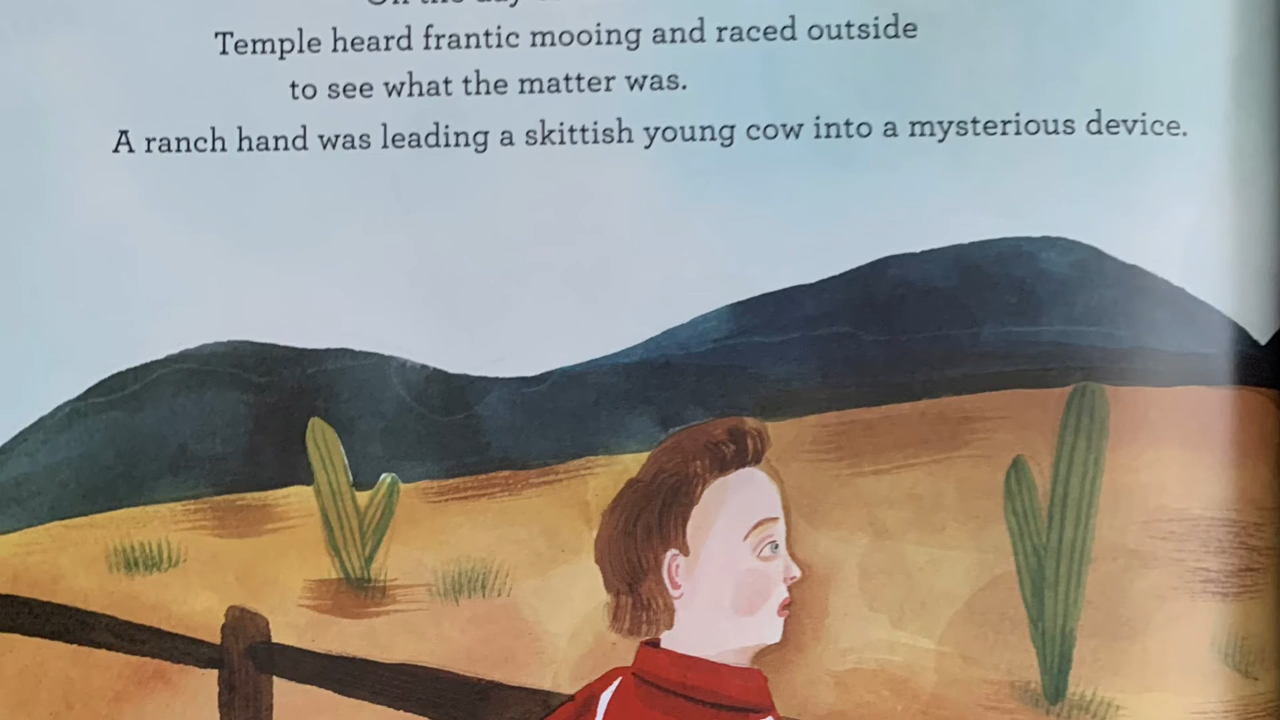 Temple heard frantic mooing and raced outside
to see what the matter was.
A ranch hand was leading a skittish young cow into a mysterious device.